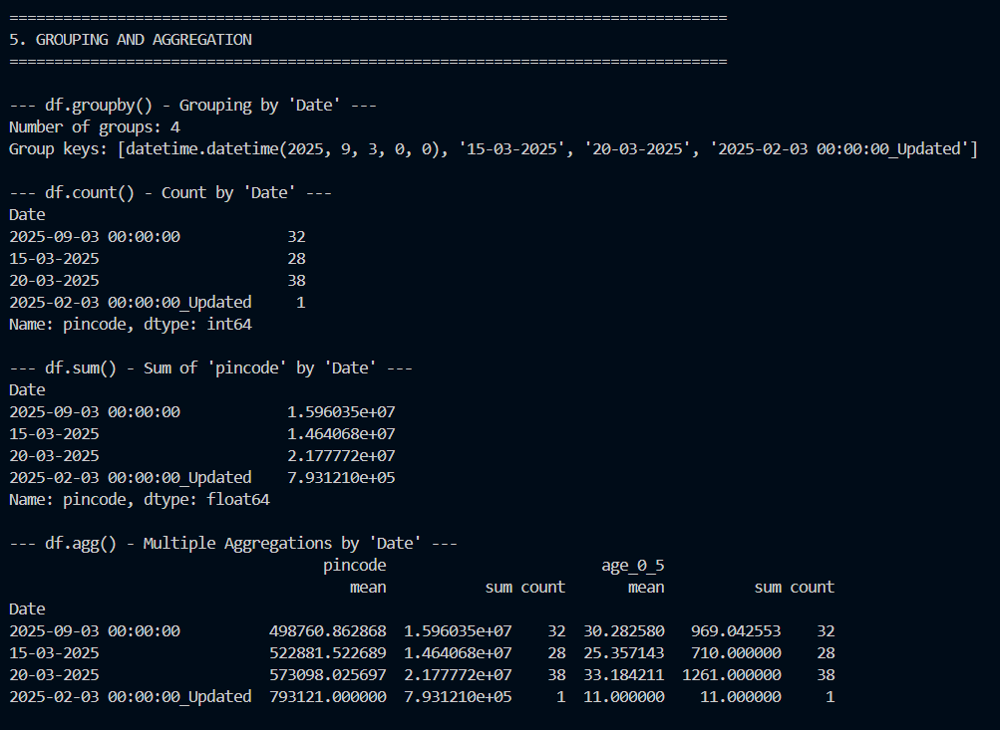 ================================================================================
5. GROUPING AND AGGREGATION
================================================================================
--- df.groupby() - Grouping by 'Date' ---
Number of groups: 4
Group keys: [datetime.datetime(2025, 9, 3, 0, 0), '15-03-2025', '20-03-2025', '2025-02-03 00:00:00_Updated']
--- df.count() - Count by 'Date' ---
Date
2025-09-03 00:00:00            32
15-03-2025                     28
20-03-2025                     38
2025-02-03 00:00:00_Updated     1
Name: pincode, dtype: int64
--- df.sum() - Sum of 'pincode' by 'Date' ---
Date
2025-09-03 00:00:00            1.596035e+07
15-03-2025                     1.464068e+07
20-03-2025                     2.177772e+07
2025-02-03 00:00:00_Updated    7.931210e+05
Name: pincode, dtype: float64
--- df.agg() - Multiple Aggregations by 'Date' ---
                                   pincode                        age_0_5
                                      mean           sum count       mean          sum count
Date
2025-09-03 00:00:00          498760.862868  1.596035e+07    32  30.282580   969.042553    32
15-03-2025                   522881.522689  1.464068e+07    28  25.357143   710.000000    28
20-03-2025                   573098.025697  2.177772e+07    38  33.184211  1261.000000    38
2025-02-03 00:00:00_Updated  793121.000000  7.931210e+05     1  11.000000    11.000000     1